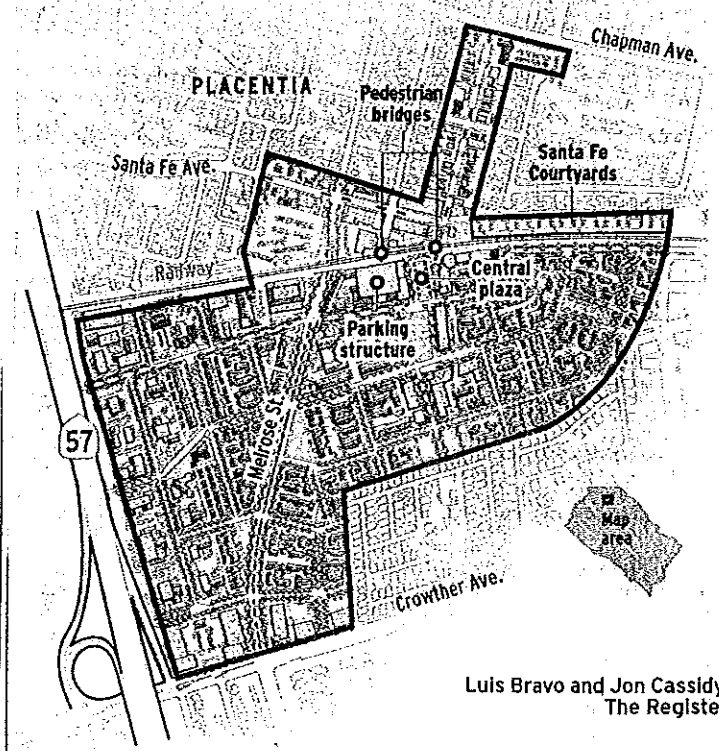 Chapman Ave.
PLACENTIA
Pedestrian
bridges
Santa Fe Ave.
Santa Fe
Courtyards
Railway
Central
plaza
Parking
structure
Melrose St.
57
Map
area
Crowther Ave.
Luis Bravo and Jon Cassidy
The Registe